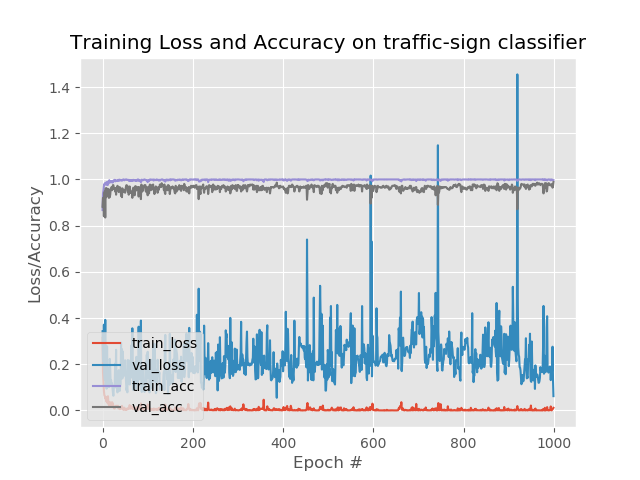 Training Loss and Accuracy on traffic-sign classifier
1.4
1.2
1.0
0.8
0.6
0.4
0.2
0.0
Loss/Accuracy
train_loss
val_loss
train_acc
val_acc
0 200 400 600 800 1000
Epoch #